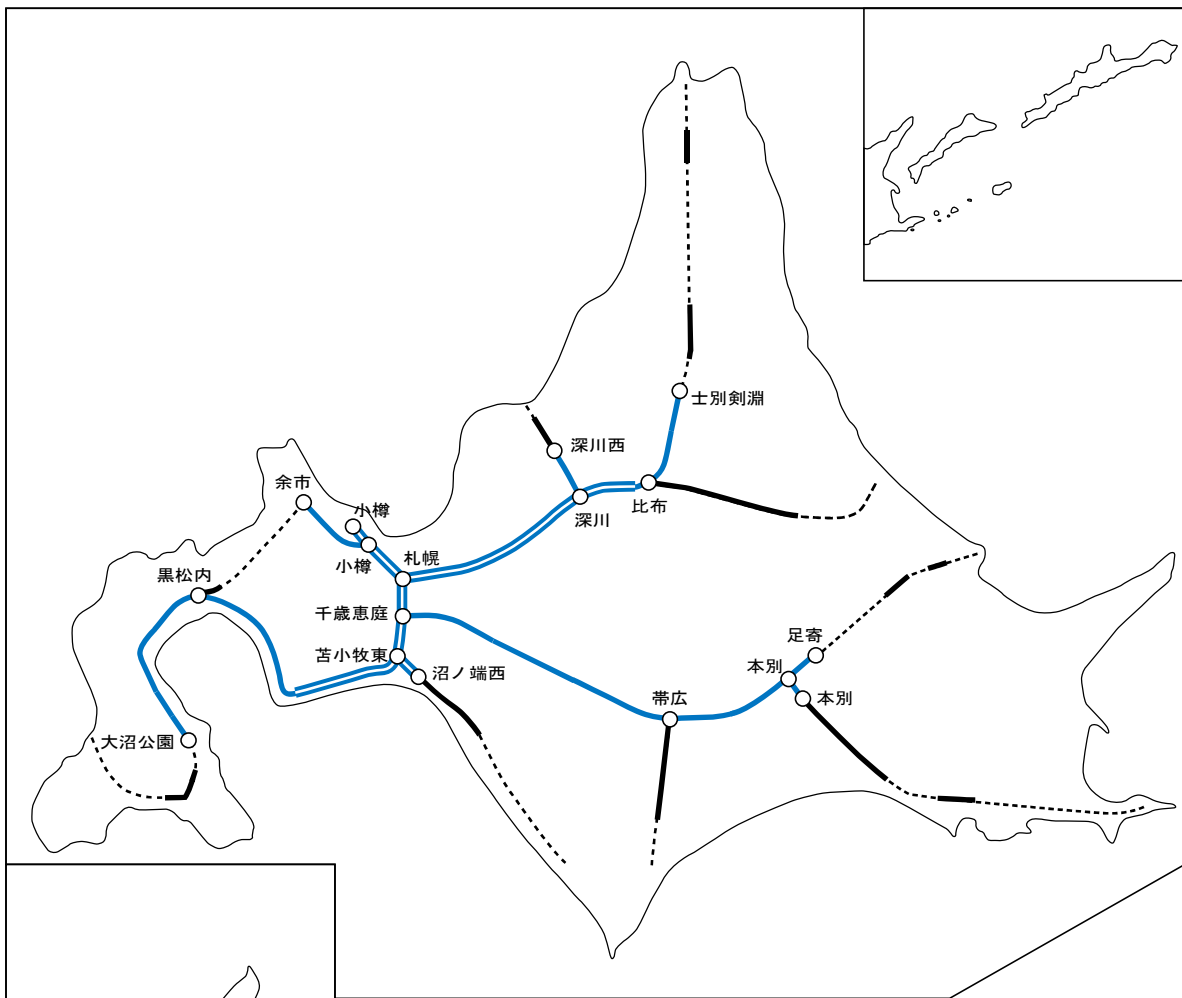 士別剣淵
深川西
余市
比布
小樽
深川
小樽
札幌
黒松内
千歳恵庭
足寄
苫小牧東
沼ノ端西
本別
本別
帯広
大沼公園